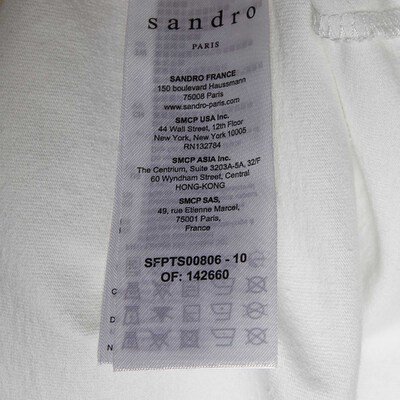 sandro
PARIS
SANDRO FRANCE
150 boulevard Haussmann
75008 Paris
www.sandro-paris.com
SMCP USA Inc.
44 Wall Street, 12th Floor
New York, New York 10005
RN132784
SMCP ASIA Inc.
The Centrium, Suite 3203A-5A, 32/F
60 Wyndham Street, Central
HONG-KONG
SMCP SAS,
49, rue Etienne Marcel,
75001 Paris,
France
SFPTS00806 - 10
OF: 142660
C
D
N